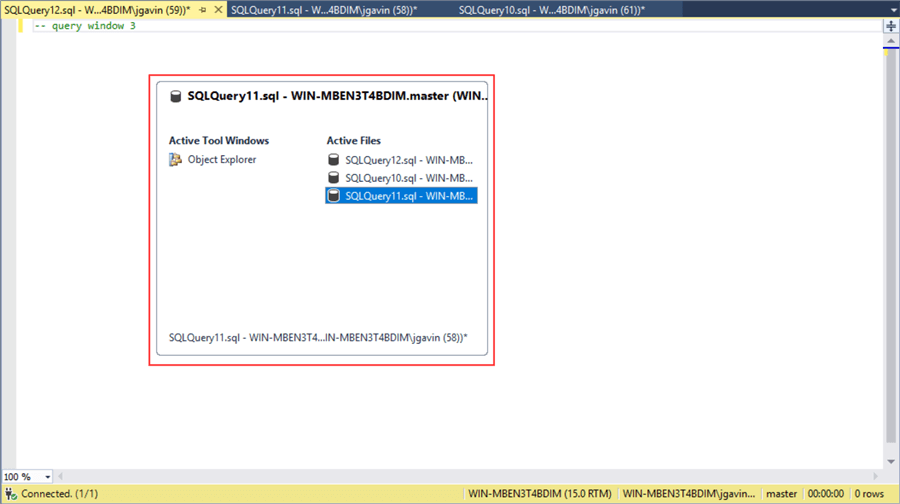 SQLQuery12.sql - W...4BDIM\jgavin (59))* SQLQuery11.sql - W...4BDIM\jgavin (58))* SQLQuery10.sql - W...4BDIM\jgavin (61))*
-- query window 3
SQLQuery11.sql - WIN-MBEN3T4BDIM.master (WIN...
Active Tool Windows Active Files
Object Explorer SQLQuery12.sql - WIN-MB...
SQLQuery10.sql - WIN-MB...
SQLQuery11.sql - WIN-MB...
SQLQuery11.sql - WIN-MBEN3T4...IN-MBEN3T4BDIM\jgavin (58))*
100 %
Connected. (1/1) WIN-MBEN3T4BDIM (15.0 RTM) WIN-MBEN3T4BDIM\jgavin... master 00:00:00 0 rows